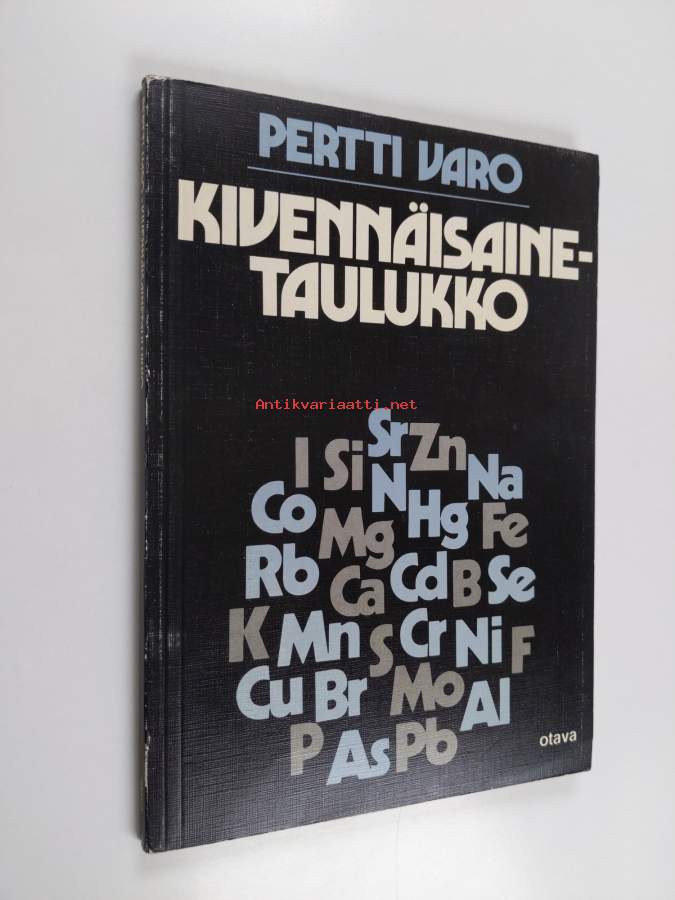 PERTTI VARO
KIVENNÄISAINE-
TAULUKKO
Antikvariaatti.net
Sr Zn
I Si N Na
Co Mg Hg Fe
Rb Ca Cd B Se
K Mn S Cr Ni F
Cu Br Mo Al
P As Pb
otava